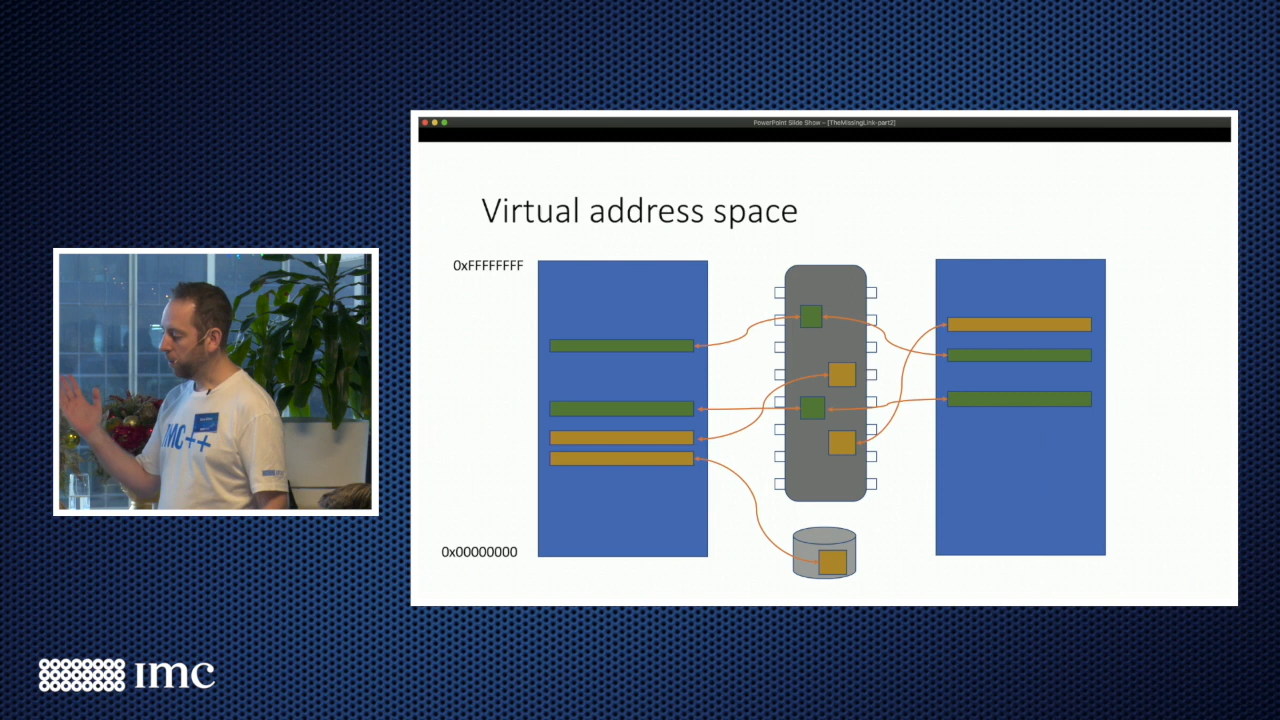 PowerPoint Slide Show – [TheMissingLink-part2]
Virtual address space
0xFFFFFFFF
0x00000000
IMC++
imc